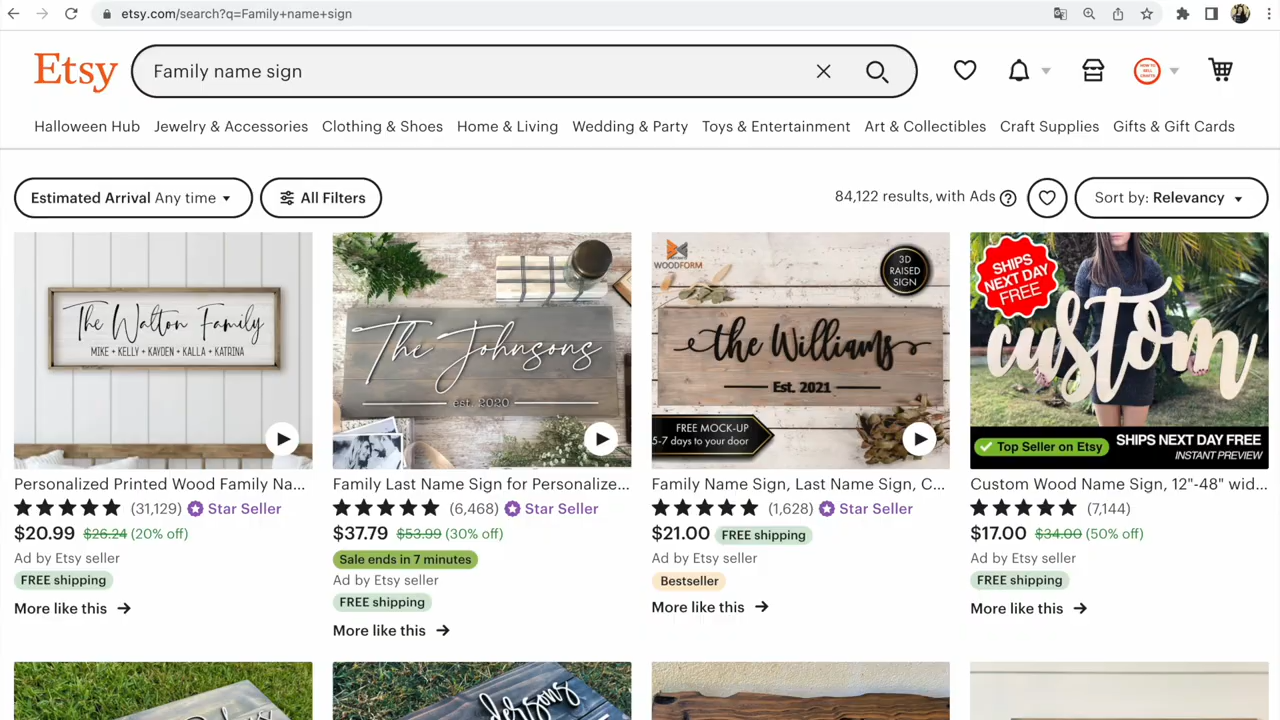 etsy.com/search?q=Family+name+sign
Etsy
Family name sign
HOW TO SELL CRAFTS
Halloween Hub
Jewelry & Accessories
Clothing & Shoes
Home & Living
Wedding & Party
Toys & Entertainment
Art & Collectibles
Craft Supplies
Gifts & Gift Cards
Estimated Arrival Any time
All Filters
84,122 results, with Ads
Sort by: Relevancy
The Walton Family
MIKE + KELLY + KAYDEN + KALLA + KATRINA
The Johnsons
est. 2020
WOODFORM
3D
RAISED
SIGN
the Williams
Est. 2021
FREE MOCK-UP
5-7 days to your door
SHIPS
NEXT DAY
FREE
custom
Top Seller on Etsy
SHIPS NEXT DAY FREE
INSTANT PREVIEW
Personalized Printed Wood Family Na...
(31,129) Star Seller
$20.99 $26.24 (20% off)
Ad by Etsy seller
FREE shipping
More like this
Family Last Name Sign for Personalize...
(6,468) Star Seller
$37.79 $53.99 (30% off)
Sale ends in 7 minutes
Ad by Etsy seller
FREE shipping
More like this
Family Name Sign, Last Name Sign, C...
(1,628) Star Seller
$21.00 FREE shipping
Ad by Etsy seller
Bestseller
More like this
Custom Wood Name Sign, 12"-48" wid...
(7,144)
$17.00 $34.00 (50% off)
Ad by Etsy seller
FREE shipping
More like this